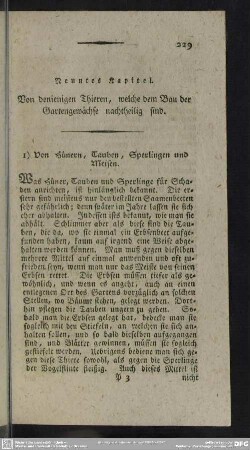 229
Neuntes Kapitel.
Von denienigen Thieren, welche dem Bau der
Gartengewächse nachtheilig sind.
1) Von Hünern, Tauben, Sperlingen und
Meisen.
Was Hüner, Tauben und Sperlinge für Scha-
den anrichten, ist hinlänglich bekannt. Die er-
stern sind meistens nur den bestellten Saamenbeeten
sehr gefährlich; denn später im Jahre lassen sie sich
eher abhalten. Indessen ists bekannt, wie man sie
abhält. Schlimmer aber als diese sind die Tau-
ben, die da, wo sie einmal ein Erbsenbeet ausge-
funden haben, kaum auf irgend eine Weise abge-
halten werden können. Man muß gegen dieselben
mehrere Mittel auf einmal anwenden und oft zu-
frieden seyn, wenn man nur das Meiste von seinen
Erbsen rettet. Die Erbsen müssen tiefer als ge-
wöhnlich, und wenn es angeht, auch an einen
entlegenen Ort des Gartens vorzüglich an solchen
Stellen, wo Bäume stehen, gelegt werden. Dort-
hin pflegen die Tauben ungern zu gehen. So-
bald man die Erbsen gelegt hat, bedecke man sie
sogleich mit den Stiefeln, an welchen sie sich an-
halten sollen, und so bald dieselben aufgegangen
sind, und Blätter gewinnen, müssen sie sogleich
gestiefelt werden. Uebrigens bediene man sich ge-
gen diese Thiere sowohl, als gegen die Sperlinge
der Vogelflinte fleißig. Auch dieses Mittel ist
P 3 nicht